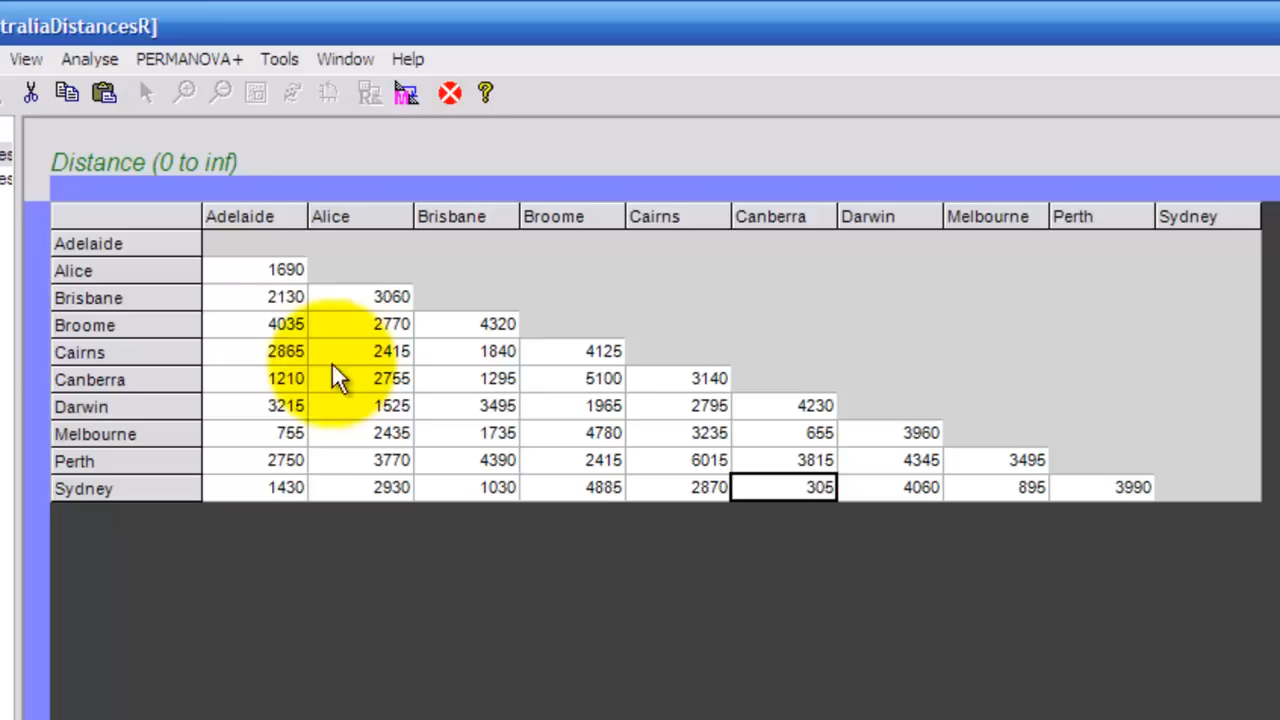 traliaDistancesR]
View Analyse PERMANOVA+ Tools Window Help
es
es
Distance (0 to inf)
Adelaide Alice Brisbane Broome Cairns Canberra Darwin Melbourne Perth Sydney
Adelaide
Alice 1690
Brisbane 2130 3060
Broome 4035 2770 4320
Cairns 2865 2415 1840 4125
Canberra 1210 2755 1295 5100 3140
Darwin 3215 1525 3495 1965 2795 4230
Melbourne 755 2435 1735 4780 3235 655 3960
Perth 2750 3770 4390 2415 6015 3815 4345 3495
Sydney 1430 2930 1030 4885 2870 305 4060 895 3990